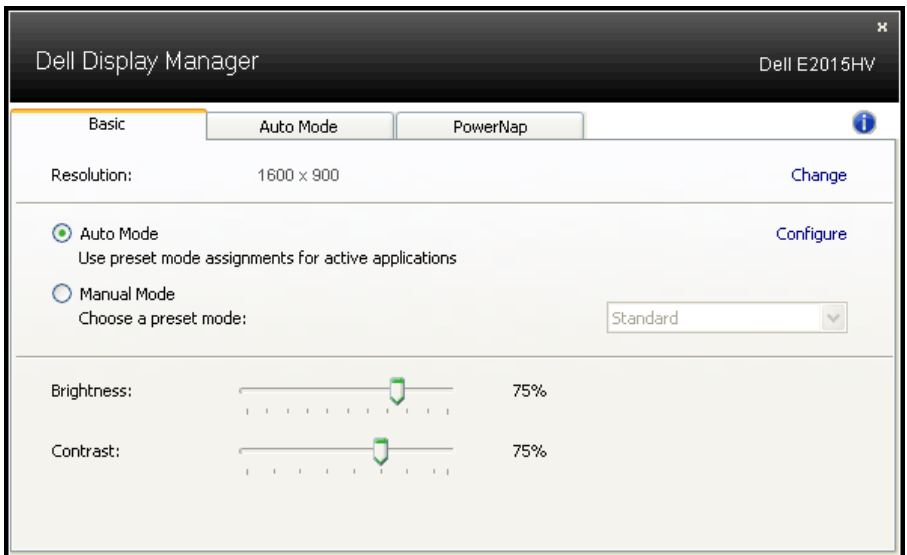 Dell Display Manager
Dell E2015HV
Basic
Auto Mode
PowerNap
Resolution:
1600 x 900
Change
Auto Mode
Configure
Use preset mode assignments for active applications
Manual Mode
Choose a preset mode:
Standard
Brightness:
75%
Contrast:
75%